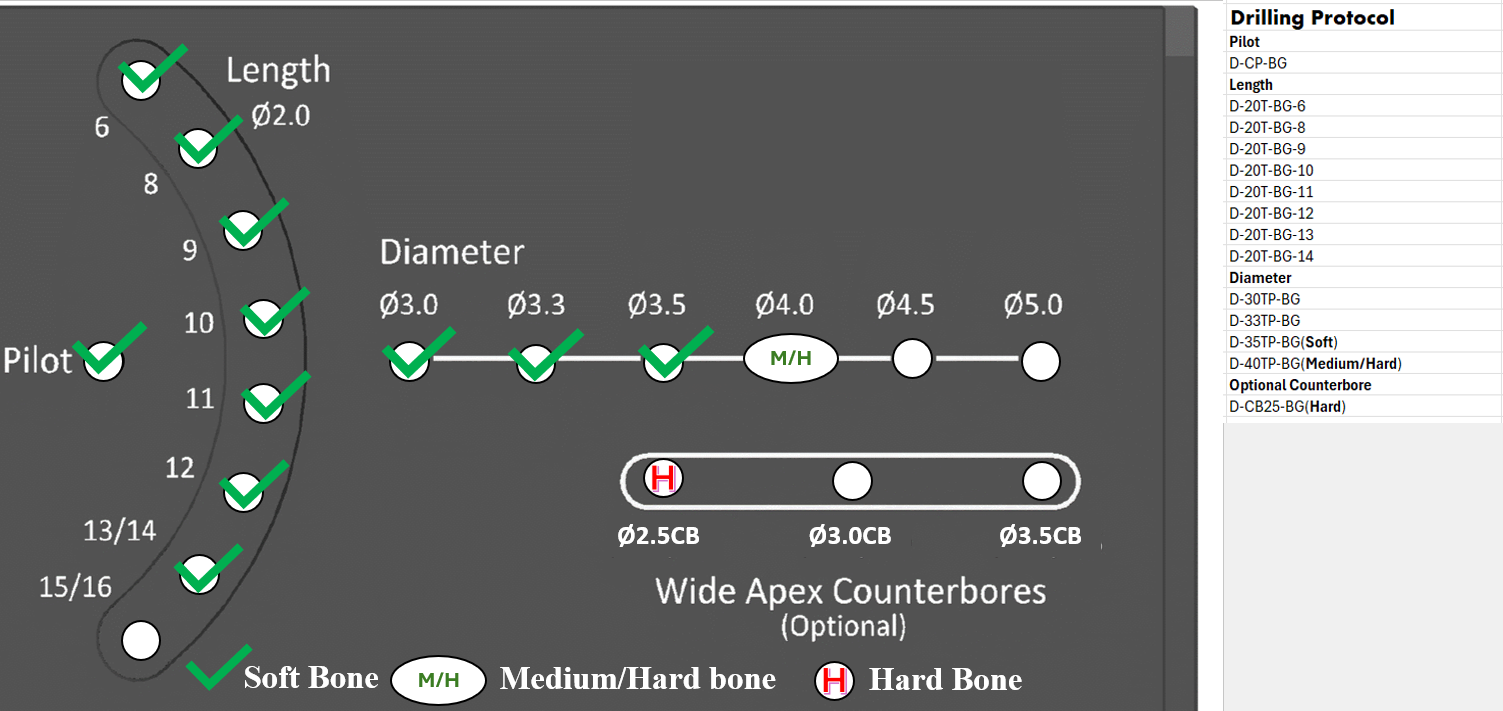 Length
Ø2.0
6
8
9
10
Pilot
11
12
13/14
15/16
Diameter
Ø3.0 Ø3.3 Ø3.5 Ø4.0 Ø4.5 Ø5.0
M/H
H
Ø2.5CB Ø3.0CB Ø3.5CB
Wide Apex Counterbores
(Optional)
Soft Bone M/H Medium/Hard bone H Hard Bone
Drilling Protocol
Pilot
D-CP-BG
Length
D-20T-BG-6
D-20T-BG-8
D-20T-BG-9
D-20T-BG-10
D-20T-BG-11
D-20T-BG-12
D-20T-BG-13
D-20T-BG-14
Diameter
D-30TP-BG
D-33TP-BG
D-35TP-BG(Soft)
D-40TP-BG(Medium/Hard)
Optional Counterbore
D-CB25-BG(Hard)